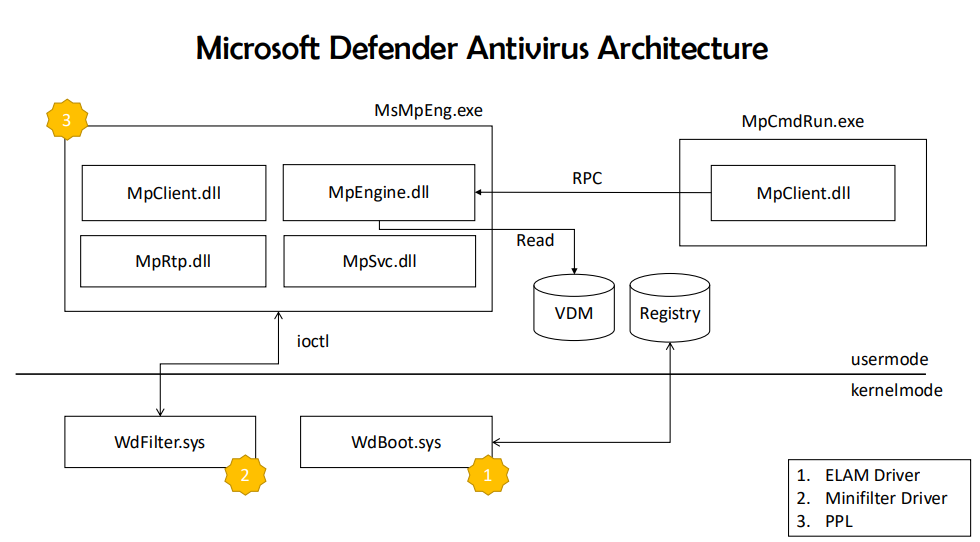 Microsoft Defender Antivirus Architecture
MsMpEng.exe
3
MpCmdRun.exe
MpClient.dll
MpEngine.dll
RPC
MpClient.dll
Read
MpRtp.dll
MpSvc.dll
VDM
Registry
ioctl
usermode
kernelmode
WdFilter.sys
2
WdBoot.sys
1
1. ELAM Driver
2. Minifilter Driver
3. PPL